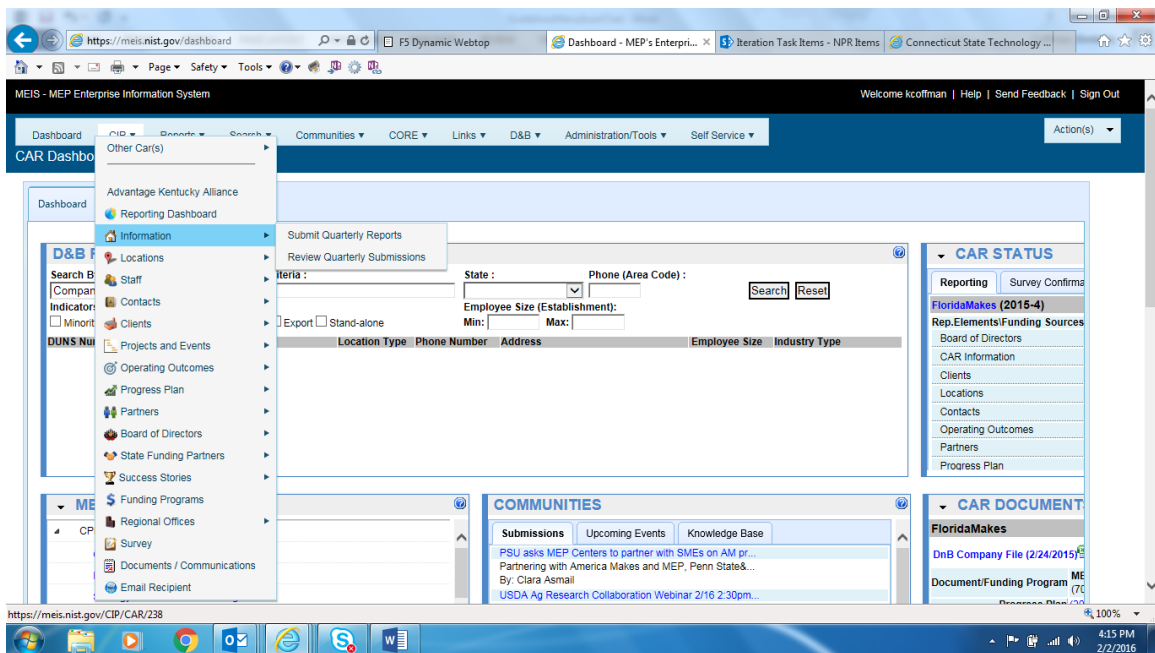 https://meis.nist.gov/dashboard
F5 Dynamic Webtop
Dashboard - MEP's Enterpri...
Iteration Task Items - NPR Items
Connecticut State Technology ...
Page Safety Tools
MEIS - MEP Enterprise Information System
Welcome kcoffman | Help | Send Feedback | Sign Out
Dashboard CIP Reports Search Communities CORE Links D&B Administration/Tools Self Service
Action(s)
CAR Dashbo
Other Car(s)
Advantage Kentucky Alliance
Reporting Dashboard
Information
Locations
Staff
Contacts
Clients
Projects and Events
Operating Outcomes
Progress Plan
Partners
Board of Directors
State Funding Partners
Success Stories
Funding Programs
Regional Offices
Survey
Documents / Communications
Email Recipient
Submit Quarterly Reports
Review Quarterly Submissions
Dashboard
D&B
Search B
iteria :
State :
Phone (Area Code) :
Compan
Search Reset
Indicators
Employee Size (Establishment):
Minorit
Export Stand-alone
Min: Max:
DUNS Nu
Location Type Phone Number Address Employee Size Industry Type
CAR STATUS
Reporting Survey Confirma
FloridaMakes (2015-4)
Rep.Elements\Funding Sources
Board of Directors
CAR Information
Clients
Locations
Contacts
Operating Outcomes
Partners
Progress Plan
ME
CP
COMMUNITIES
Submissions Upcoming Events Knowledge Base
PSU asks MEP Centers to partner with SMEs on AM pr...
Partnering with America Makes and MEP, Penn State&...
By: Clara Asmail
USDA Ag Research Collaboration Webinar 2/16 2:30pm...
CAR DOCUMENT
FloridaMakes
DnB Company File (2/24/2015)
Document/Funding Program
ME
(70
Progress Plan
https://meis.nist.gov/CIP/CAR/238
100%
4:15 PM
2/2/2016